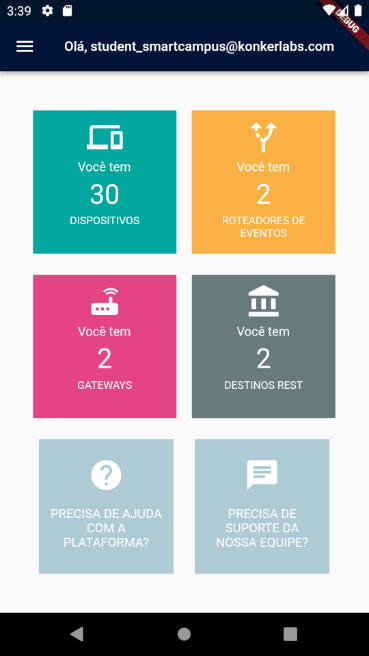 3:39
DEBUG
Olá, student_smartcampus@konkerlabs.com
Você tem
30
DISPOSITIVOS
Você tem
2
ROTEADORES DE
EVENTOS
Você tem
2
GATEWAYS
Você tem
2
DESTINOS REST
PRECISA DE AJUDA
COM A
PLATAFORMA?
PRECISA DE
SUPORTE DA
NOSSA EQUIPE?